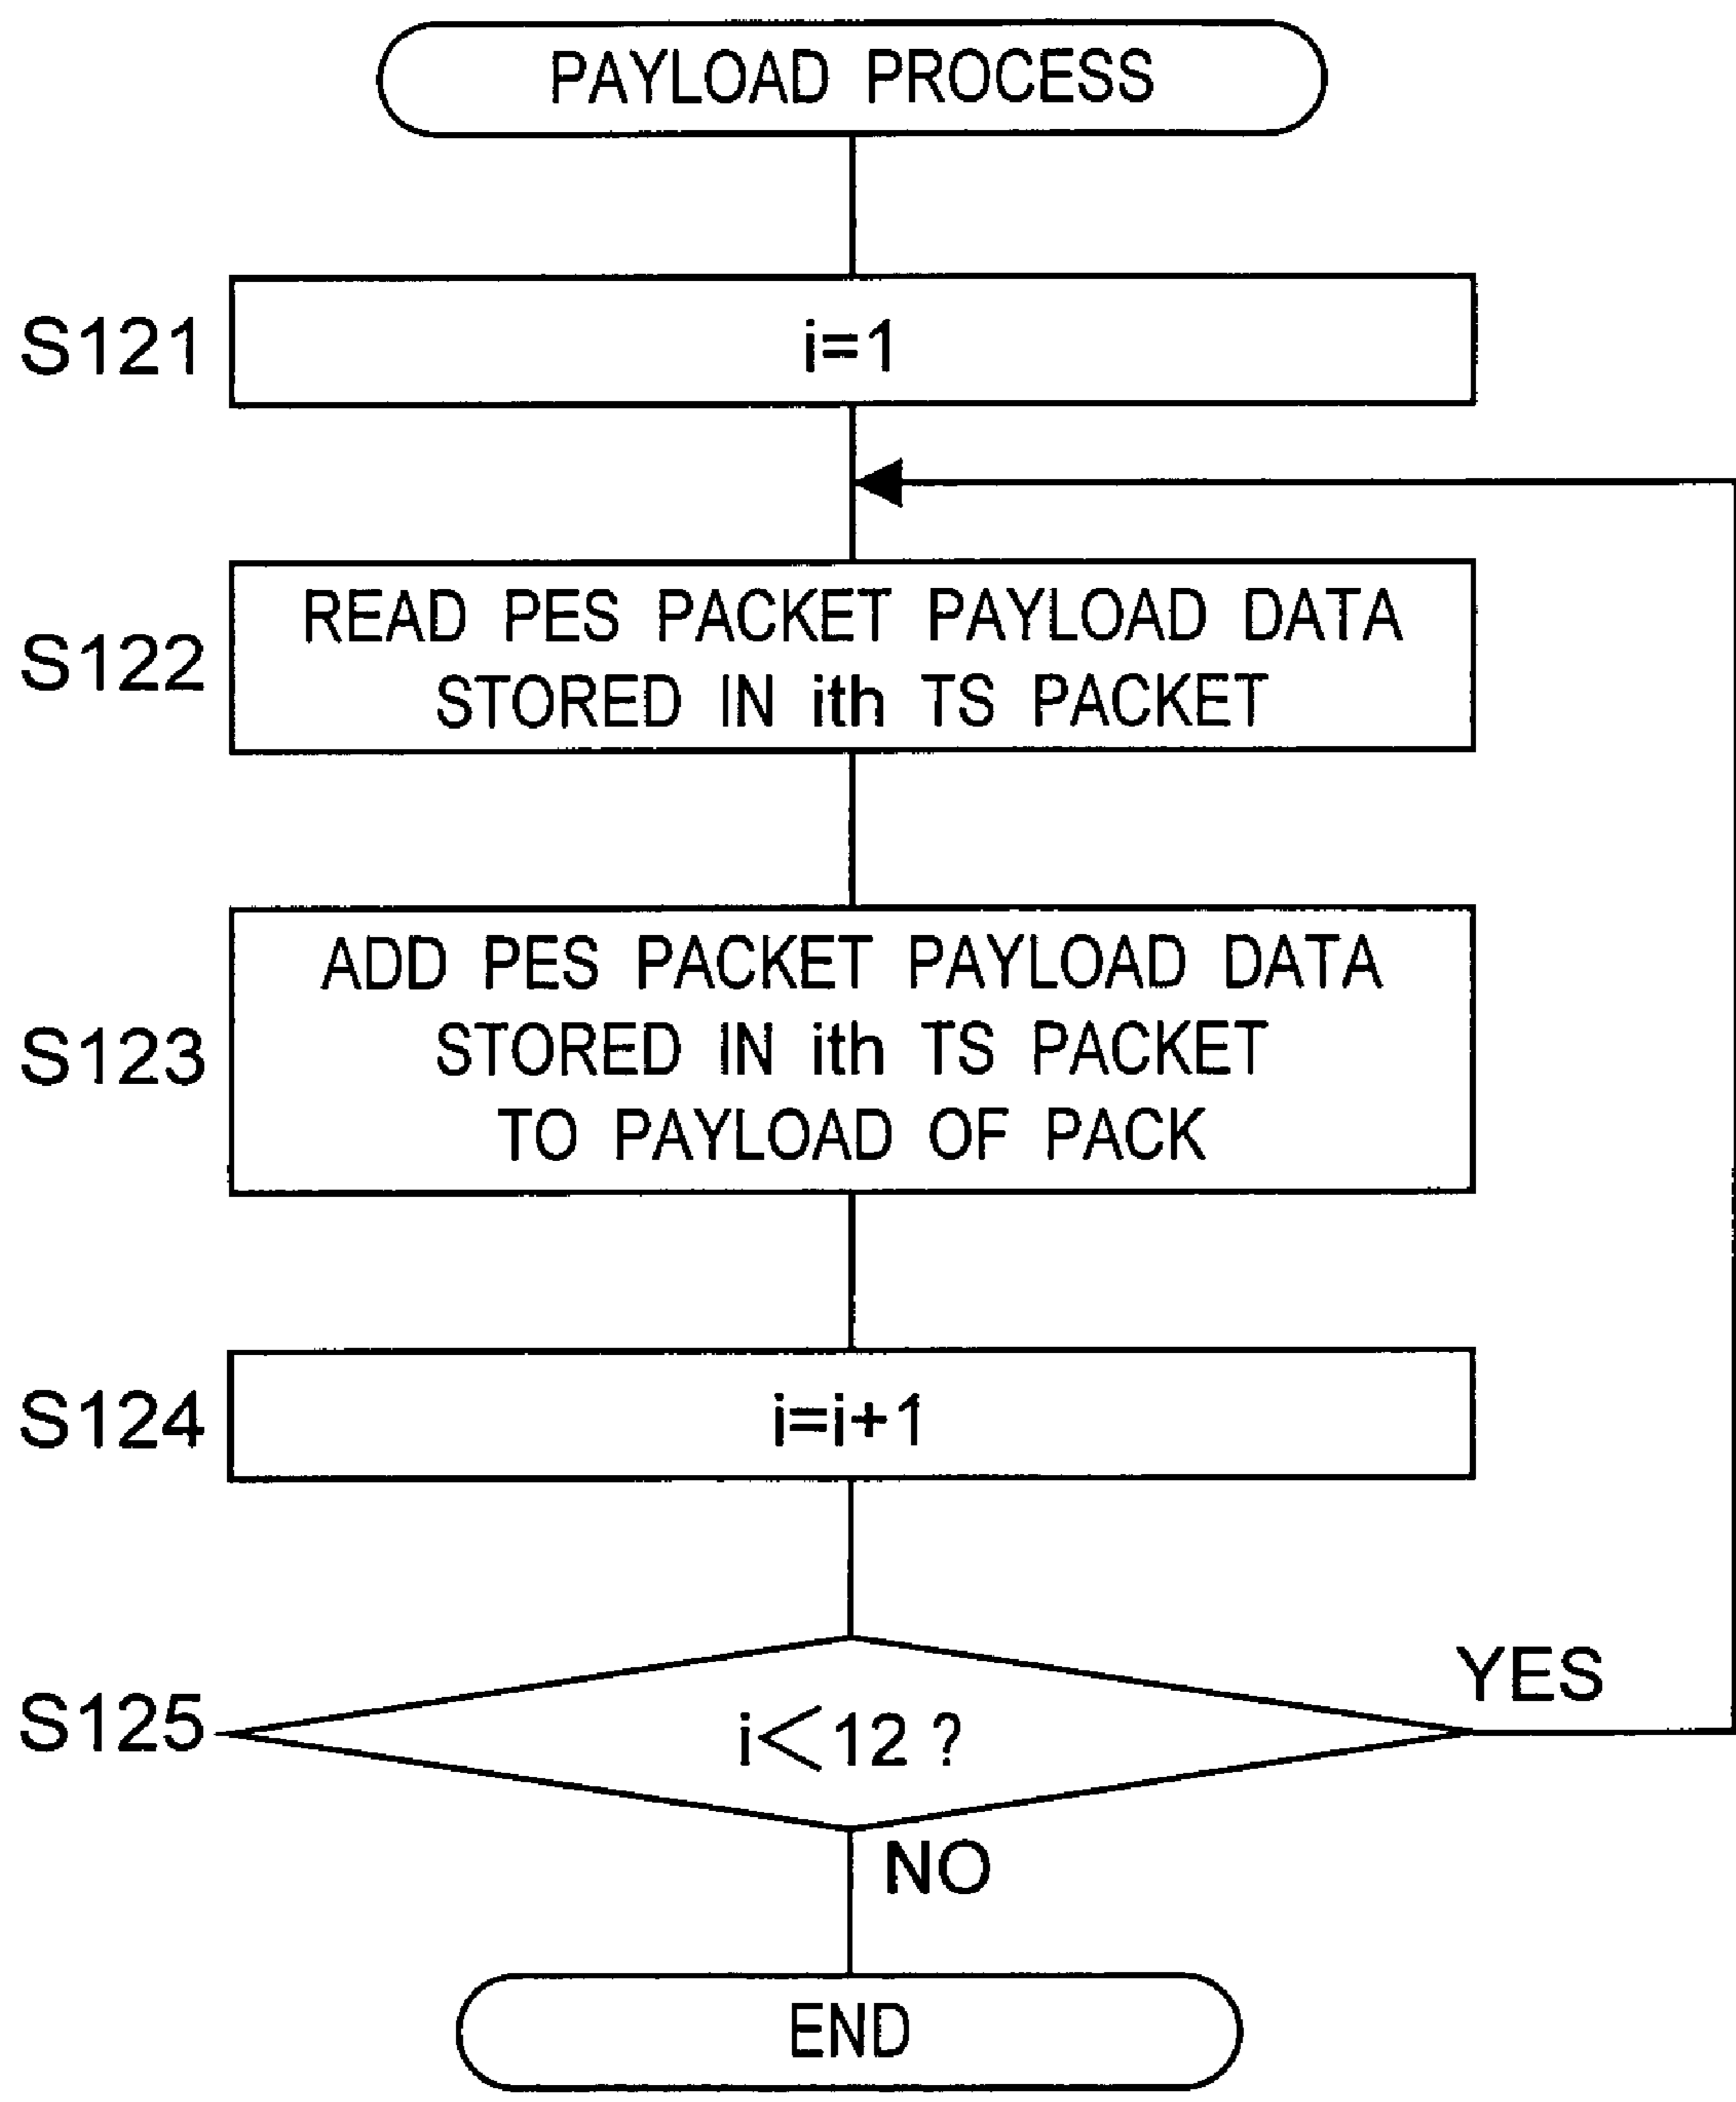 PAYLOAD PROCESS
S121
i=1
S122
READ PES PACKET PAYLOAD DATA
STORED IN ith TS PACKET
S123
ADD PES PACKET PAYLOAD DATA
STORED IN ith TS PACKET
TO PAYLOAD OF PACK
S124
i=i+1
S125
i<12 ?
YES
NO
END